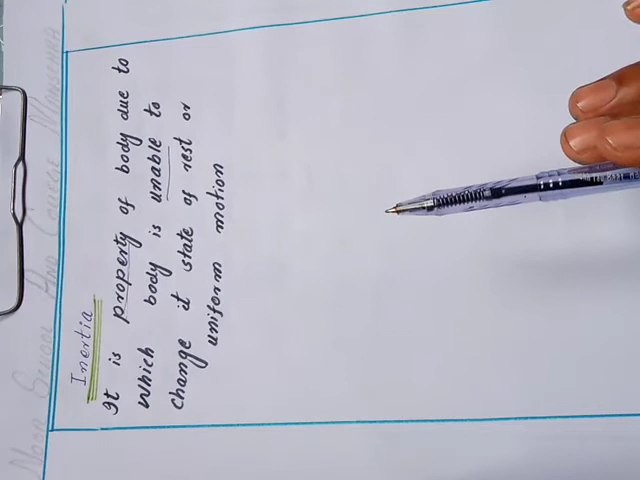 Inertia
It is property of body due to
which body is unable to
change it state of rest or
uniform motion